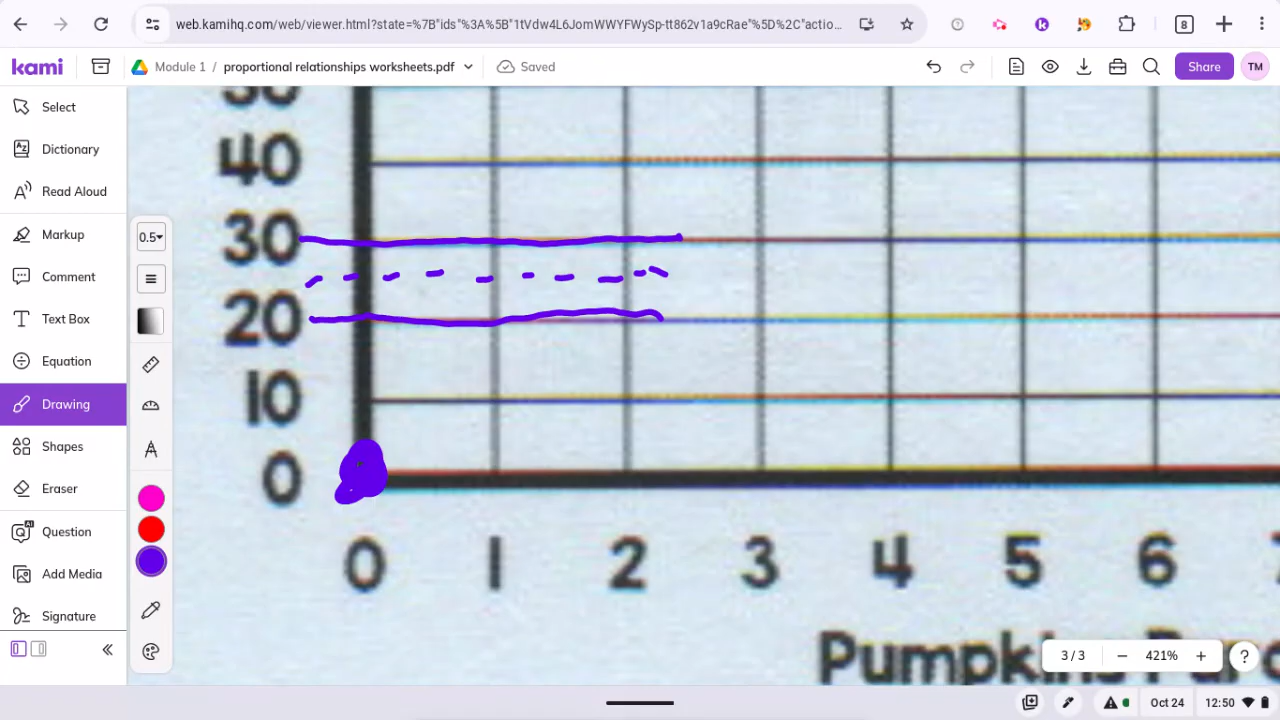 8
web.kamihq.com/web/viewer.html?state=%7B"ids"%3A%5B"1tVdw4L6JomWWYFWySp-tt862v1a9cRae"%5D%2C"actio...
kami
Module 1 / proportional relationships worksheets.pdf
Saved
Share
TM
Select
Dictionary
Read Aloud
Markup
Comment
Text Box
Equation
Drawing
Shapes
Eraser
Question
Add Media
Signature
0.5
40
30
20
10
0
0 1 2 3 4 5 6
Pumpkins
3 / 3
421%
Oct 24
12:50